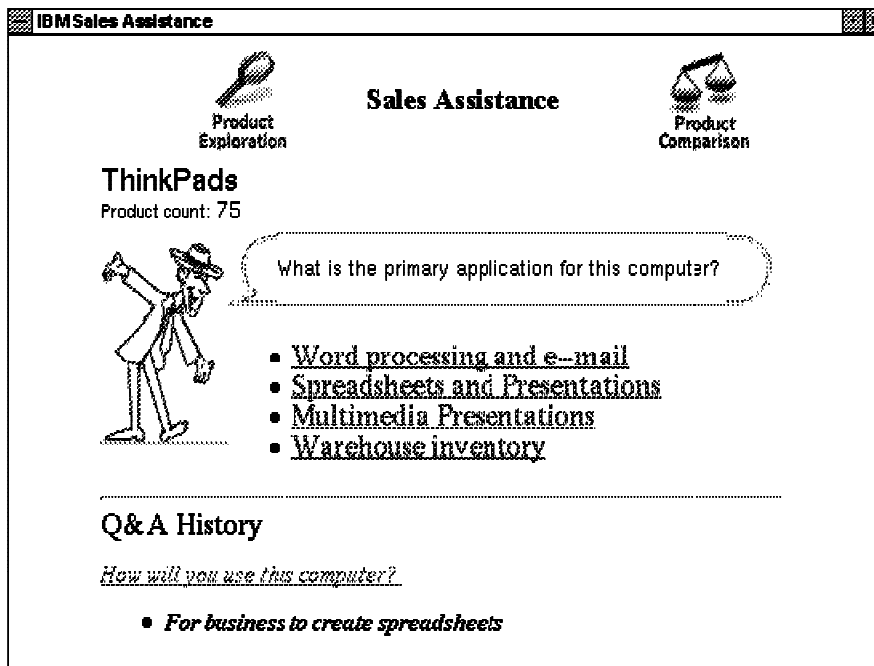 IBM Sales Assistance
Product
Exploration
Sales Assistance
Product
Comparison
ThinkPads
Product count: 75
What is the primary application for this computer?
• Word processing and e-mail
• Spreadsheets and Presentations
• Multimedia Presentations
• Warehouse inventory
Q&A History
How will you use this computer?
• For business to create spreadsheets